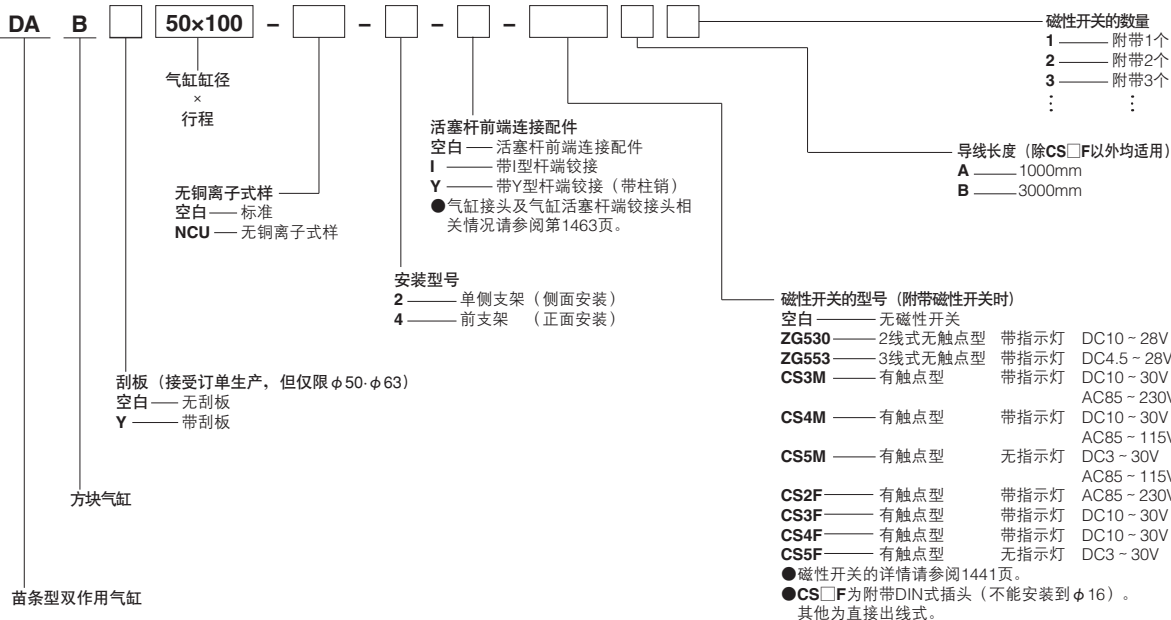 DA B 50×100 – – – –
磁性开关的数量
1 附带1个
2 附带2个
3 附带3个
⋮ ⋮
气缸缸径
×
行程
活塞杆前端连接配件
空白 活塞杆前端连接配件
I 带I型杆端铰接
Y 带Y型杆端铰接（带柱销）
●气缸接头及气缸活塞杆端铰接头相
关情况请参阅第1463页。
导线长度（除CS□F以外均适用）
A 1000mm
B 3000mm
无铜离子式样
空白 标准
NCU 无铜离子式样
安装型号
2 单侧支架（侧面安装）
4 前支架 （正面安装）
磁性开关的型号（附带磁性开关时）
空白 无磁性开关
ZG530 2线式无触点型 带指示灯 DC10～28V
ZG553 3线式无触点型 带指示灯 DC4.5～28V
CS3M 有触点型 带指示灯 DC10～30V
AC85～230V
CS4M 有触点型 带指示灯 DC10～30V
AC85～115V
CS5M 有触点型 无指示灯 DC3～30V
AC85～115V
CS2F 有触点型 带指示灯 AC85～230V
CS3F 有触点型 带指示灯 DC10～30V
CS4F 有触点型 带指示灯 DC10～30V
CS5F 有触点型 无指示灯 DC3～30V
●磁性开关的详情请参阅1441页。
●CS□F为附带DIN式插头（不能安装到φ16）。
其他为直接出线式。
刮板（接受订单生产，但仅限φ50·φ63）
空白 无刮板
Y 带刮板
方块气缸
苗条型双作用气缸